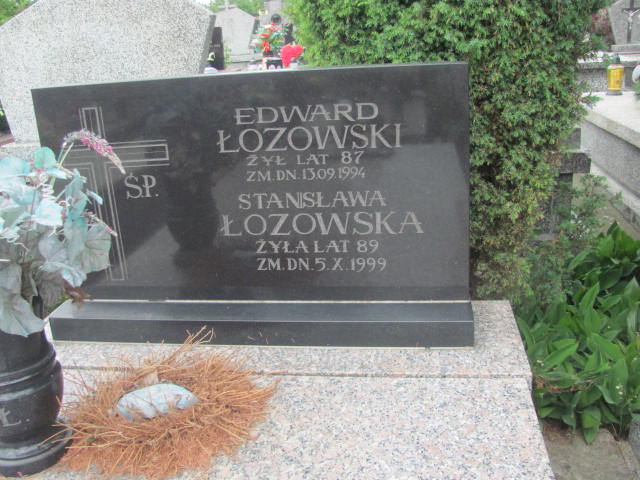 Ś.P.
EDWARD
ŁOZOWSKI
ŻYŁ LAT 87
ZM. DN. 13.09.1994
STANISŁAWA
ŁOZOWSKA
ŻYŁA LAT 89
ZM. DN. 5.X.1999
Ł.